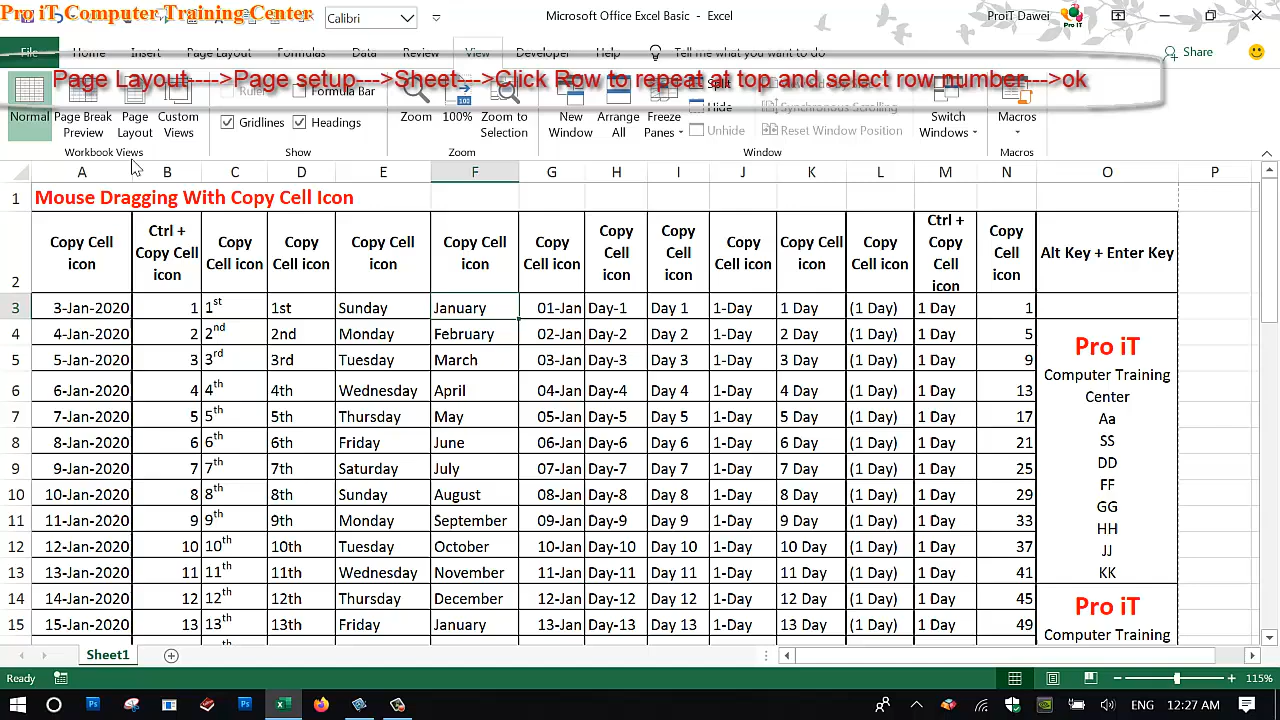 Pro iT Computer Training Center
Calibri
Microsoft Office Excel Basic - Excel
ProiT Dawei
Pro iT
File Home Insert Page Layout Formulas Data Review View Developer Help Tell me what you want to do Share
Page Layout---->Page setup--->Sheet--->Click Row to repeat at top and select row number--->ok
Normal
Page Break Preview
Page Layout
Custom Views
Workbook Views
Ruler
Formula Bar
Gridlines
Headings
Show
Zoom
100%
Zoom to Selection
Zoom
New Window
Arrange All
Freeze Panes
Split
Hide
Unhide
Synchronous Scrolling
Reset Window Position
Window
Switch Windows
Macros
Macros
A B C D E F G H I J K L M N O P
1 Mouse Dragging With Copy Cell Icon
2 Copy Cell icon Ctrl + Copy Cell icon Copy Cell icon Copy Cell icon Copy Cell icon Copy Cell icon Copy Cell icon Copy Cell icon Copy Cell icon Copy Cell icon Copy Cell icon Copy Cell icon Ctrl + Copy Cell icon Copy Cell icon Alt Key + Enter Key
3 3-Jan-2020 1 1st 1st Sunday January 01-Jan Day-1 Day 1 1-Day 1 Day (1 Day) 1 Day 1
4 4-Jan-2020 2 2nd 2nd Monday February 02-Jan Day-2 Day 2 1-Day 2 Day (1 Day) 1 Day 5 Pro iT
5 5-Jan-2020 3 3rd 3rd Tuesday March 03-Jan Day-3 Day 3 1-Day 3 Day (1 Day) 1 Day 9 Computer Training
6 6-Jan-2020 4 4th 4th Wednesday April 04-Jan Day-4 Day 4 1-Day 4 Day (1 Day) 1 Day 13 Center
7 7-Jan-2020 5 5th 5th Thursday May 05-Jan Day-5 Day 5 1-Day 5 Day (1 Day) 1 Day 17 Aa
8 8-Jan-2020 6 6th 6th Friday June 06-Jan Day-6 Day 6 1-Day 6 Day (1 Day) 1 Day 21 SS
9 9-Jan-2020 7 7th 7th Saturday July 07-Jan Day-7 Day 7 1-Day 7 Day (1 Day) 1 Day 25 DD
10 10-Jan-2020 8 8th 8th Sunday August 08-Jan Day-8 Day 8 1-Day 8 Day (1 Day) 1 Day 29 FF
11 11-Jan-2020 9 9th 9th Monday September 09-Jan Day-9 Day 9 1-Day 9 Day (1 Day) 1 Day 33 GG
HH
12 12-Jan-2020 10 10th 10th Tuesday October 10-Jan Day-10 Day 10 1-Day 10 Day (1 Day) 1 Day 37 JJ
13 13-Jan-2020 11 11th 11th Wednesday November 11-Jan Day-11 Day 11 1-Day 11 Day (1 Day) 1 Day 41 KK
14 14-Jan-2020 12 12th 12th Thursday December 12-Jan Day-12 Day 12 1-Day 12 Day (1 Day) 1 Day 45 Pro iT
15 15-Jan-2020 13 13th 13th Friday January 13-Jan Day-13 Day 13 1-Day 13 Day (1 Day) 1 Day 49 Computer Training
Sheet1
Ready
115%
12:27 AM